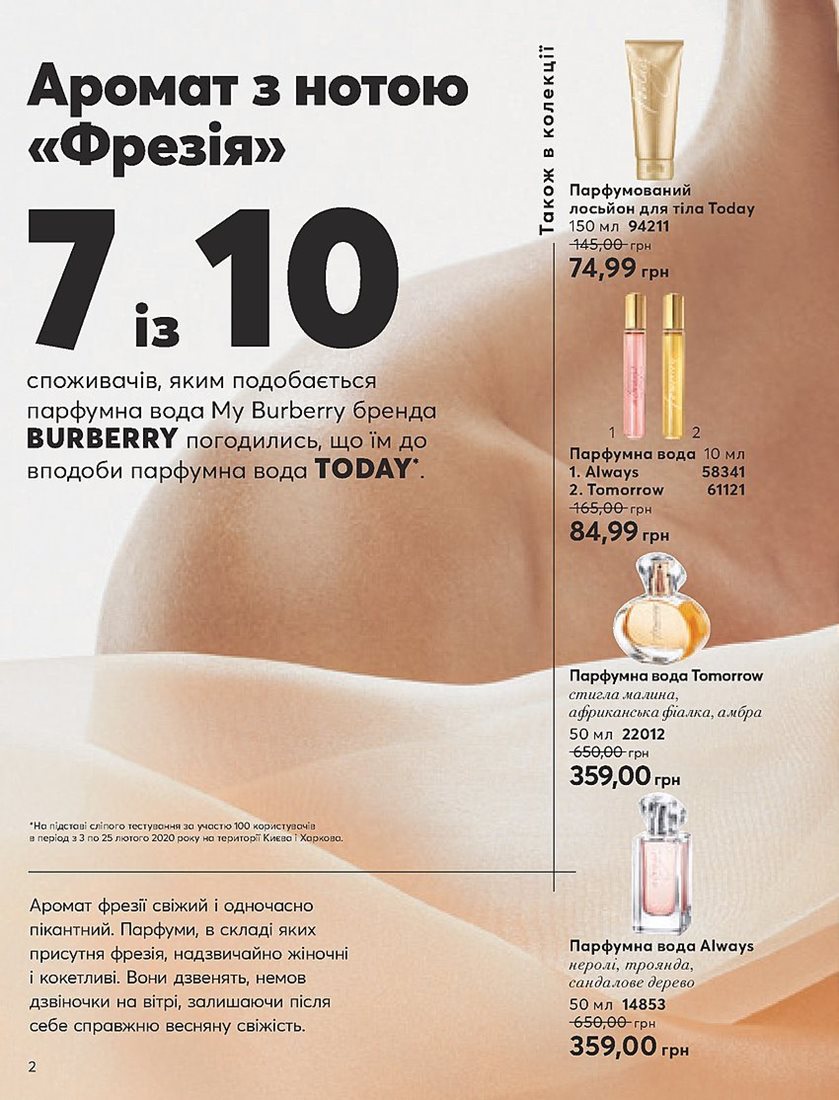 Аромат з нотою
«Фрезія»
7 із 10
споживачів, яким подобається
парфумна вода My Burberry бренда
BURBERRY погодились, що їм до
вподоби парфумна вода TODAY*.
*На підставі сліпого тестування за участю 100 користувачів
в період з 3 по 25 лютого 2020 року на території Києва і Харкова.
Аромат фрезії свіжий і одночасно
пікантний. Парфуми, в складі яких
присутня фрезія, надзвичайно жіночні
і кокетливі. Вони дзвенять, немов
дзвіночки на вітрі, залишаючи після
себе справжню весняну свіжість.
2
Також в колекції
Парфумований
лосьйон для тіла Today
150 мл 94211
145,00 грн
74,99 грн
1 2
Парфумна вода 10 мл
1. Always 58341
2. Tomorrow 61121
165,00 грн
84,99 грн
Парфумна вода Tomorrow
стигла малина,
африканська фіалка, амбра
50 мл 22012
650,00 грн
359,00 грн
Парфумна вода Always
неролі, троянда,
сандалове дерево
50 мл 14853
650,00 грн
359,00 грн